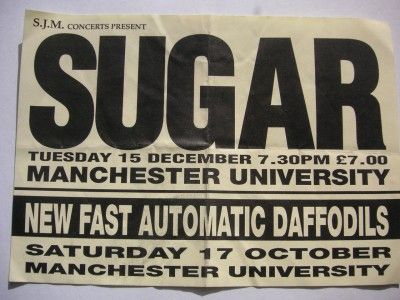 S.J.M. CONCERTS PRESENT
SUGAR
TUESDAY 15 DECEMBER 7.30PM £7.00
MANCHESTER UNIVERSITY
NEW FAST AUTOMATIC DAFFODILS
SATURDAY 17 OCTOBER
MANCHESTER UNIVERSITY